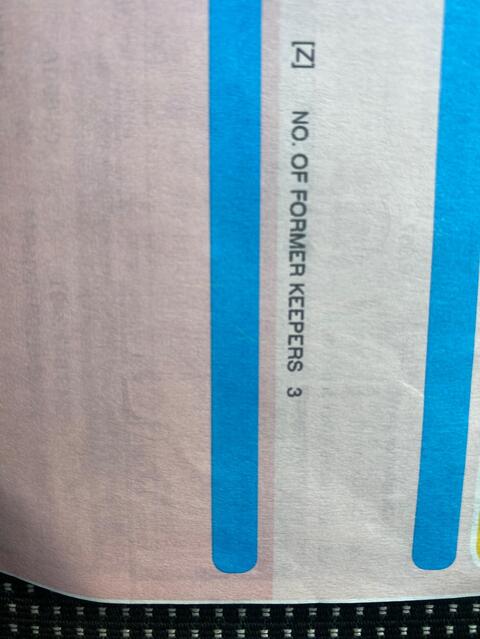 [Z] NO. OF FORMER KEEPERS 3